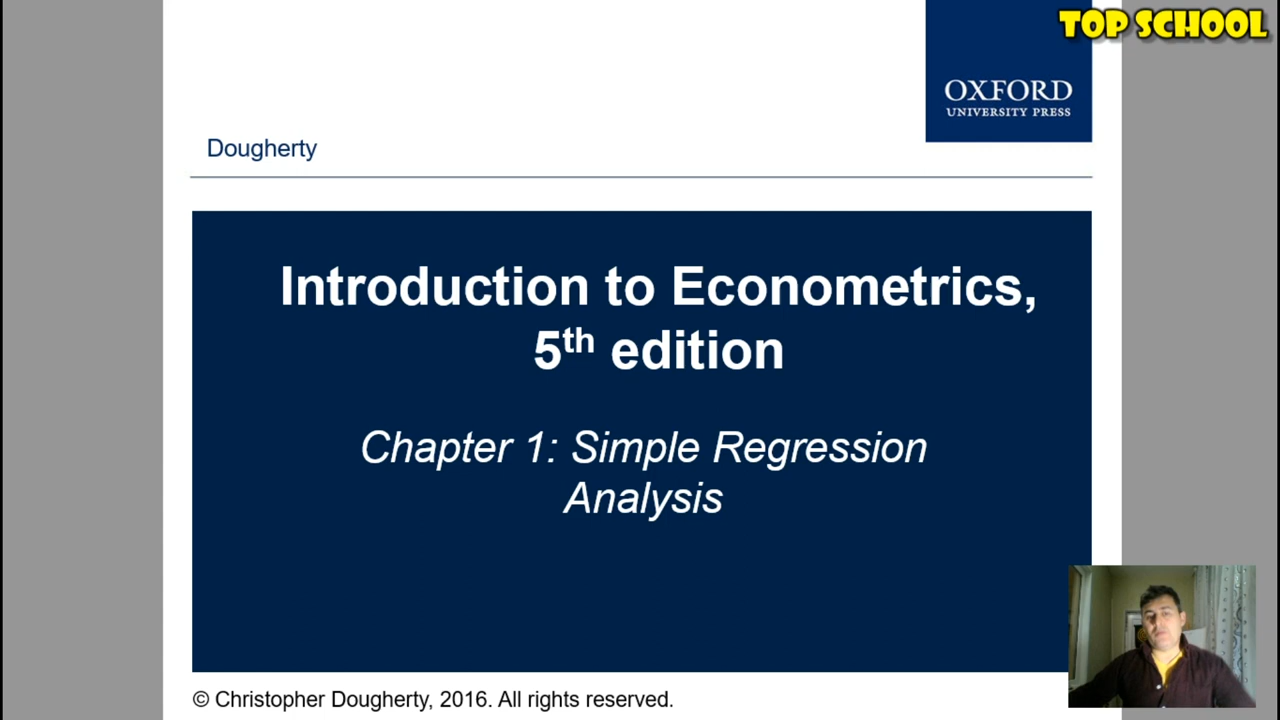 TOP SCHOOL
OXFORD
UNIVERSITY PRESS
Dougherty
Introduction to Econometrics,
5th edition
Chapter 1: Simple Regression
Analysis
© Christopher Dougherty, 2016. All rights reserved.